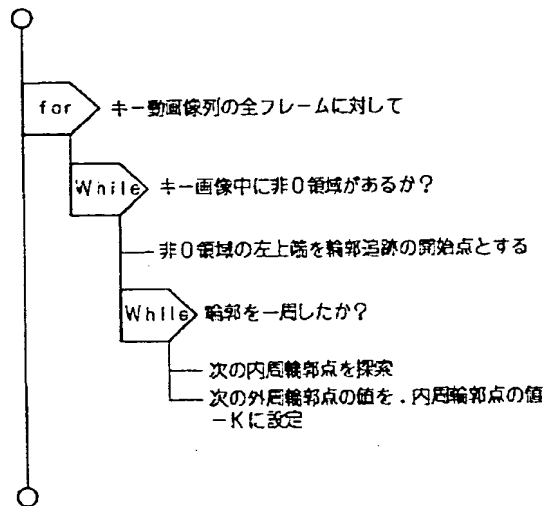 for キー動画像列の全フレームに対して
While キー画像中に非0領域があるか?
非0領域の左上端を輪郭追跡の開始点とする
While 輪郭を一周したか?
次の内周輪郭点を探索
次の外周輪郭点の値を.内周輪郭点の値
-Kに設定